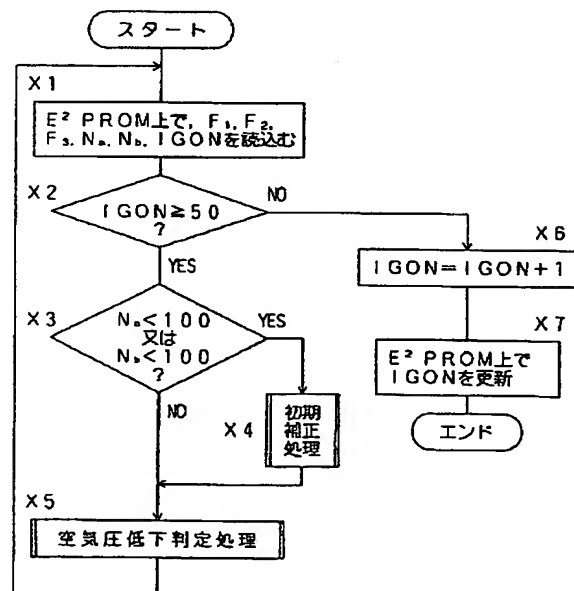 スタート
X1
E² PROM上で, F₁, F₂,
F₃, Nₐ, N_b, IGONを読込む
X2
IGON≧50
?
NO
YES
X3
Nₐ<100
又は
N_b<100
?
YES
NO
X4
初期
補正
処理
X5
空気圧低下判定処理
X6
IGON=IGON+1
X7
E² PROM上で
IGONを更新
エンド